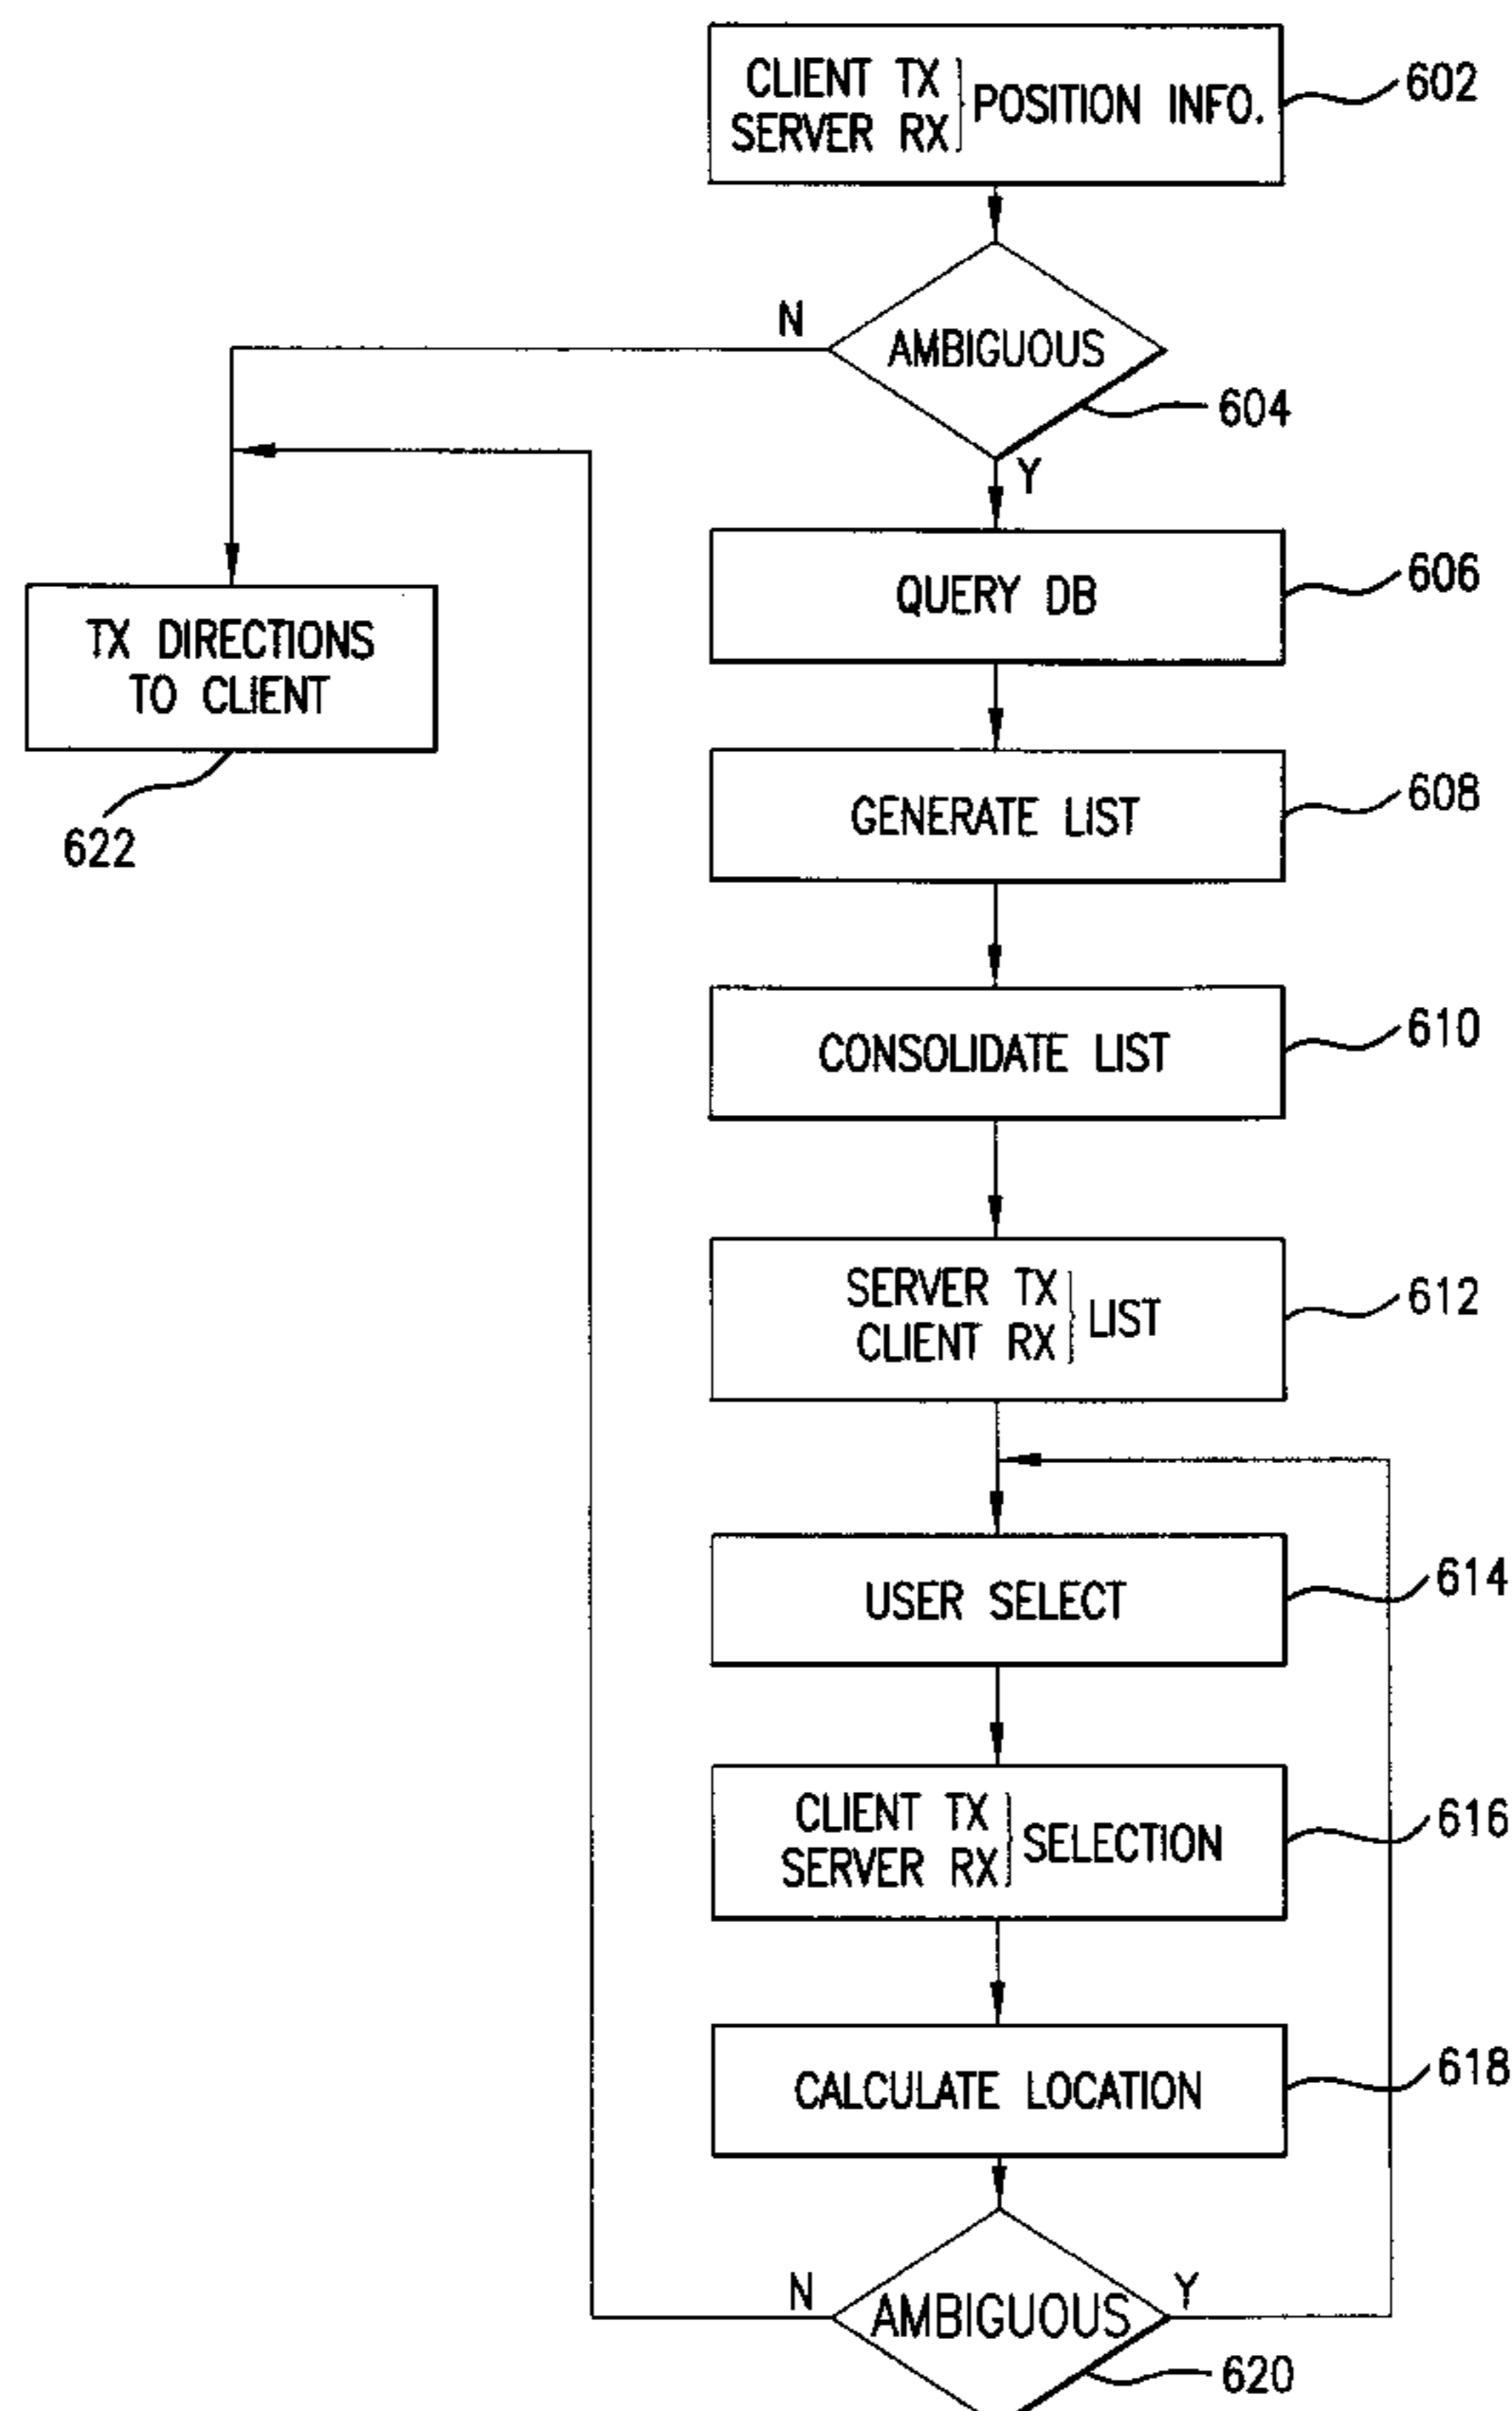 CLIENT TX
SERVER RX
POSITION INFO.
602
N
AMBIGUOUS
604
Y
QUERY DB
606
TX DIRECTIONS
TO CLIENT
622
GENERATE LIST
608
CONSOLIDATE LIST
610
SERVER TX
CLIENT RX
LIST
612
USER SELECT
614
CLIENT TX
SERVER RX
SELECTION
616
CALCULATE LOCATION
618
N
AMBIGUOUS
Y
620